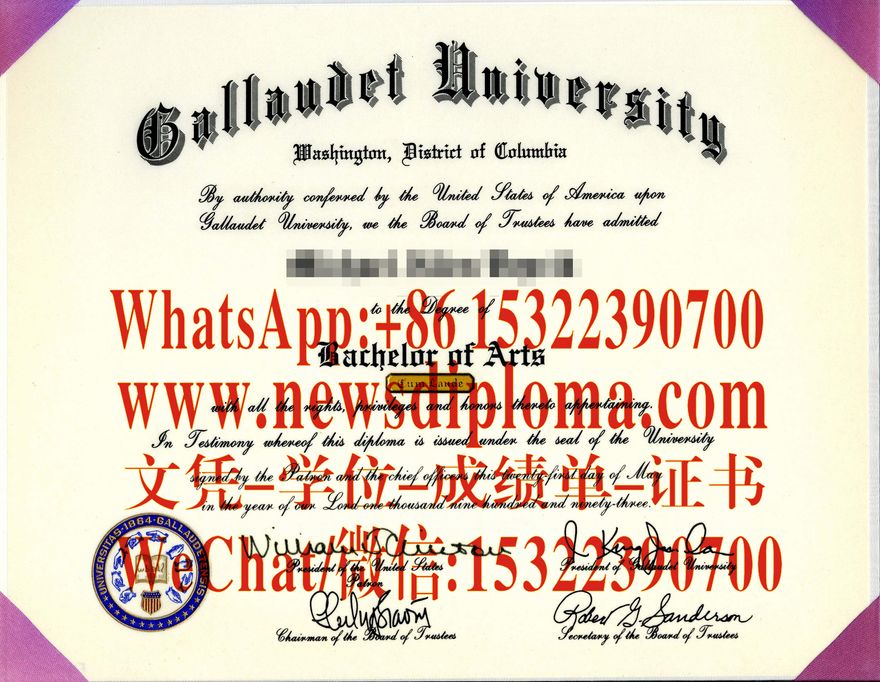 Gallaudet University
Washington, District of Columbia
By authority conferred by the United States of America upon
Gallaudet University, we the Board of Trustees have admitted
to the Degree of
WhatsApp:+86 15322390700
Bachelor of Arts
Cum Laude
www.newsdiploma.com
with all the rights, privileges and honors thereto appertaining.
In Testimony whereof this diploma is issued under the seal of the University
文凭–学位–成绩单–证书
signed by the Patron and the chief officers this twenty-first day of May
in the year of our Lord one thousand nine hundred and ninety-three.
UNIVERSITAS·1864·GALLAUDETENSIS
WeChat/微信:15322390700
President of the United States
Patron
President of Gallaudet University
Chairman of the Board of Trustees
Robert G. Sanderson
Secretary of the Board of Trustees